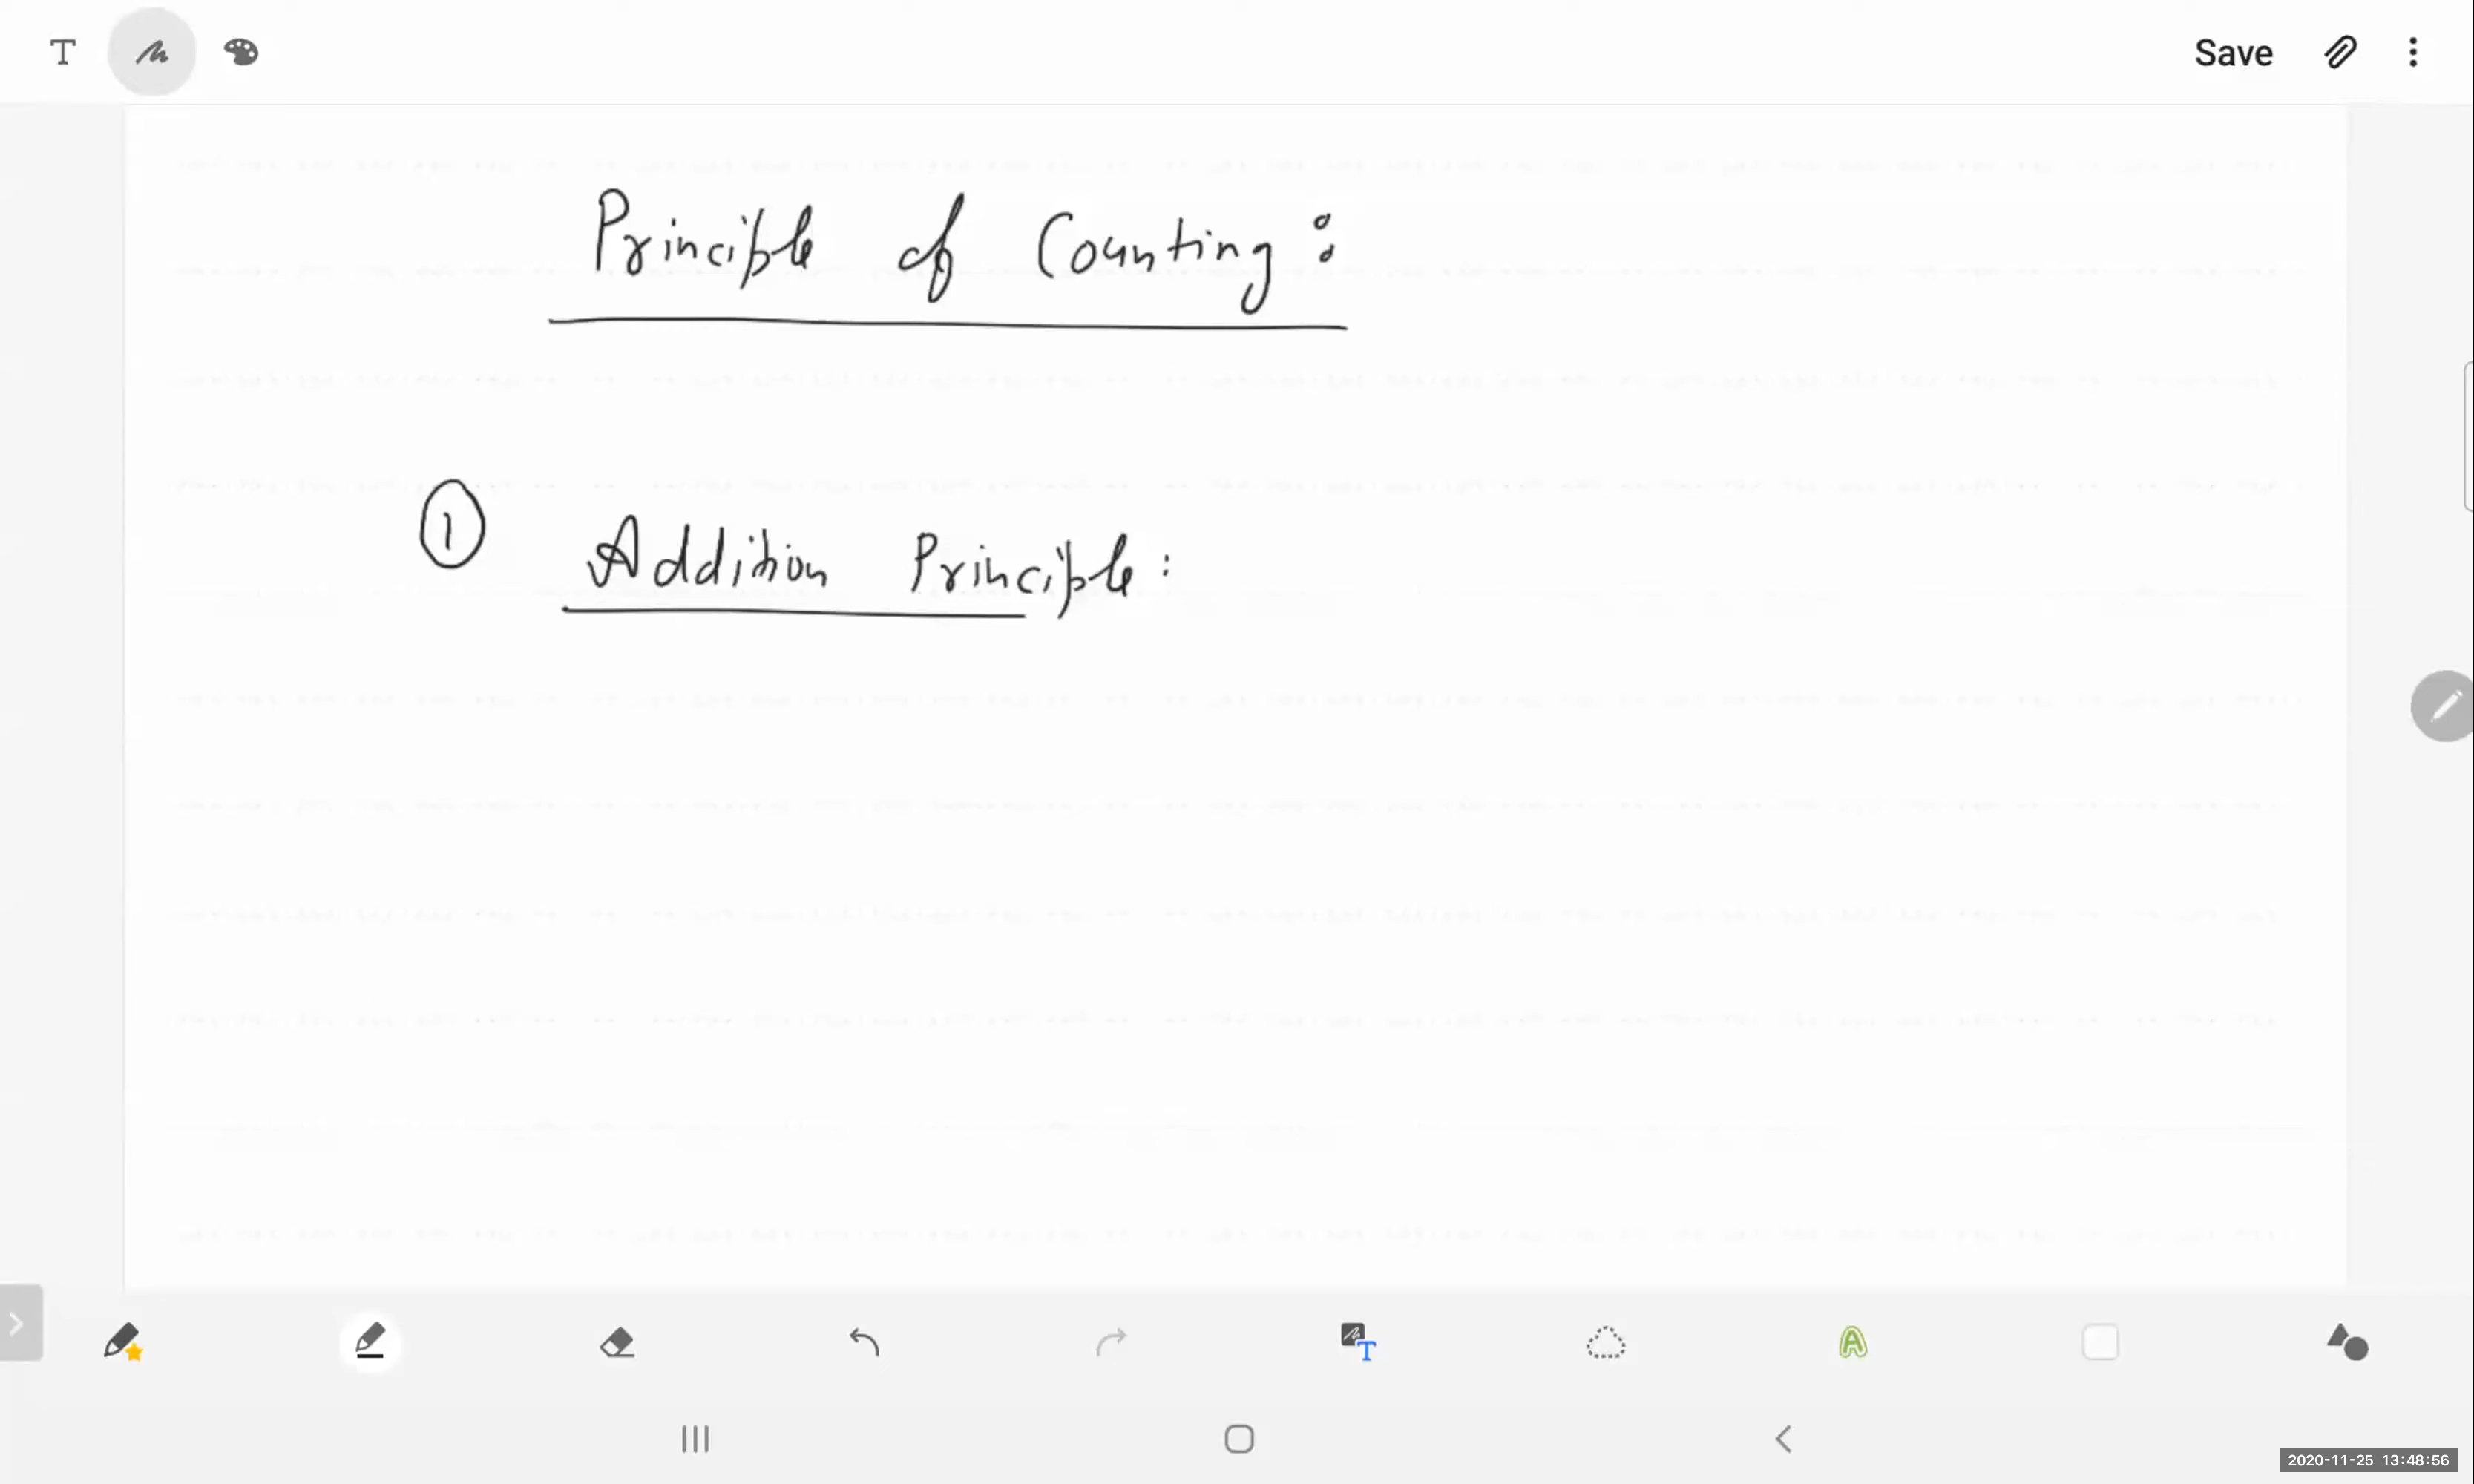 Save
Principle of Counting :
① Addition Principle :
2020-11-25 13:48:56